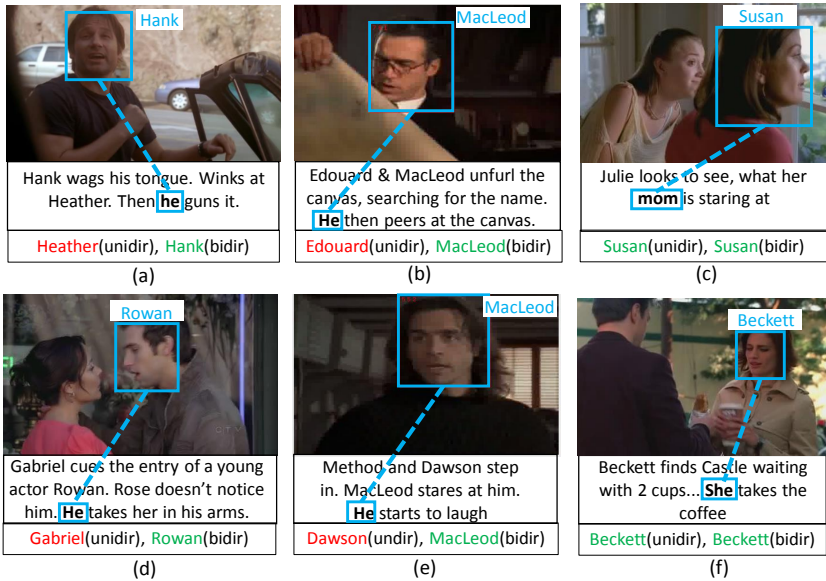 Hank
Hank wags his tongue. Winks at
Heather. Then he guns it.
Heather(unidir), Hank(bidir)
(a)
MacLeod
Edouard & MacLeod unfurl the
canvas, searching for the name.
He then peers at the canvas.
Edouard(unidir), MacLeod(bidir)
(b)
Susan
Julie looks to see, what her
mom is staring at
Susan(unidir), Susan(bidir)
(c)
Rowan
Gabriel cues the entry of a young
actor Rowan. Rose doesn't notice
him. He takes her in his arms.
Gabriel(unidir), Rowan(bidir)
(d)
MacLeod
Method and Dawson step
in. MacLeod stares at him.
He starts to laugh
Dawson(undir), MacLeod(bidir)
(e)
Beckett
Beckett finds Castle waiting
with 2 cups... She takes the
coffee
Beckett(unidir), Beckett(bidir)
(f)